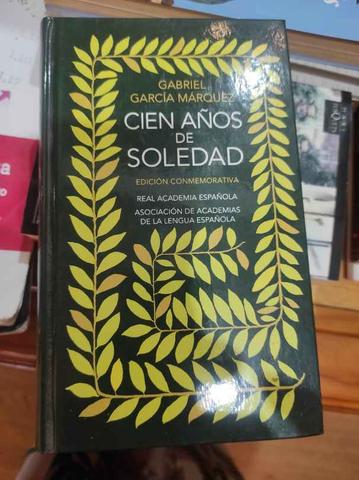 GABRIEL
GARCÍA MÁRQUEZ
CIEN AÑOS
DE
SOLEDAD
EDICIÓN CONMEMORATIVA
REAL ACADEMIA ESPAÑOLA
ASOCIACIÓN DE ACADEMIAS
DE LA LENGUA ESPAÑOLA